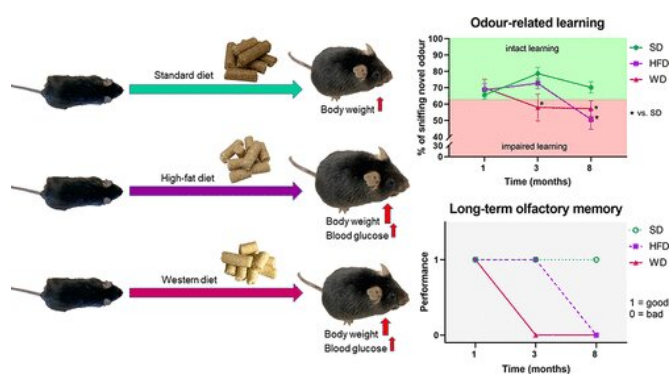 Standard diet
Body weight
High-fat diet
Body weight
Blood glucose
Western diet
Body weight
Blood glucose
Odour-related learning
% of sniffing novel odour
100
90
80
70
60
50
40
30
0
intact learning
impaired learning
1
3
8
Time (months)
SD
HFD
WD
* vs. SD
*
*
*
Long-term olfactory memory
Performance
1
0
1
3
8
Time (months)
SD
HFD
WD
1 = good
0 = bad